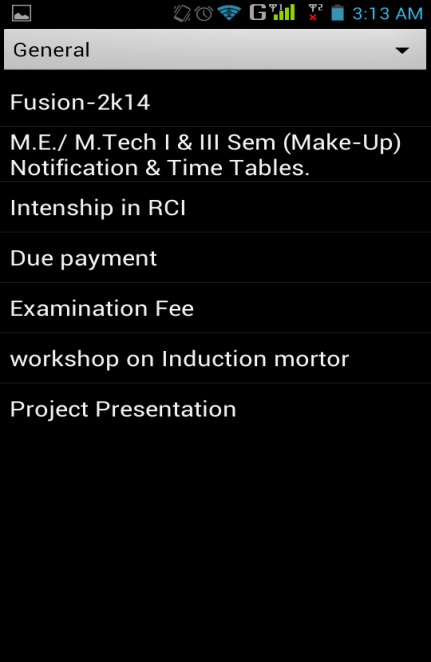 G 3:13 AM
General
Fusion-2k14
M.E./ M.Tech I & III Sem (Make-Up)
Notification & Time Tables.
Intenship in RCI
Due payment
Examination Fee
workshop on Induction mortor
Project Presentation